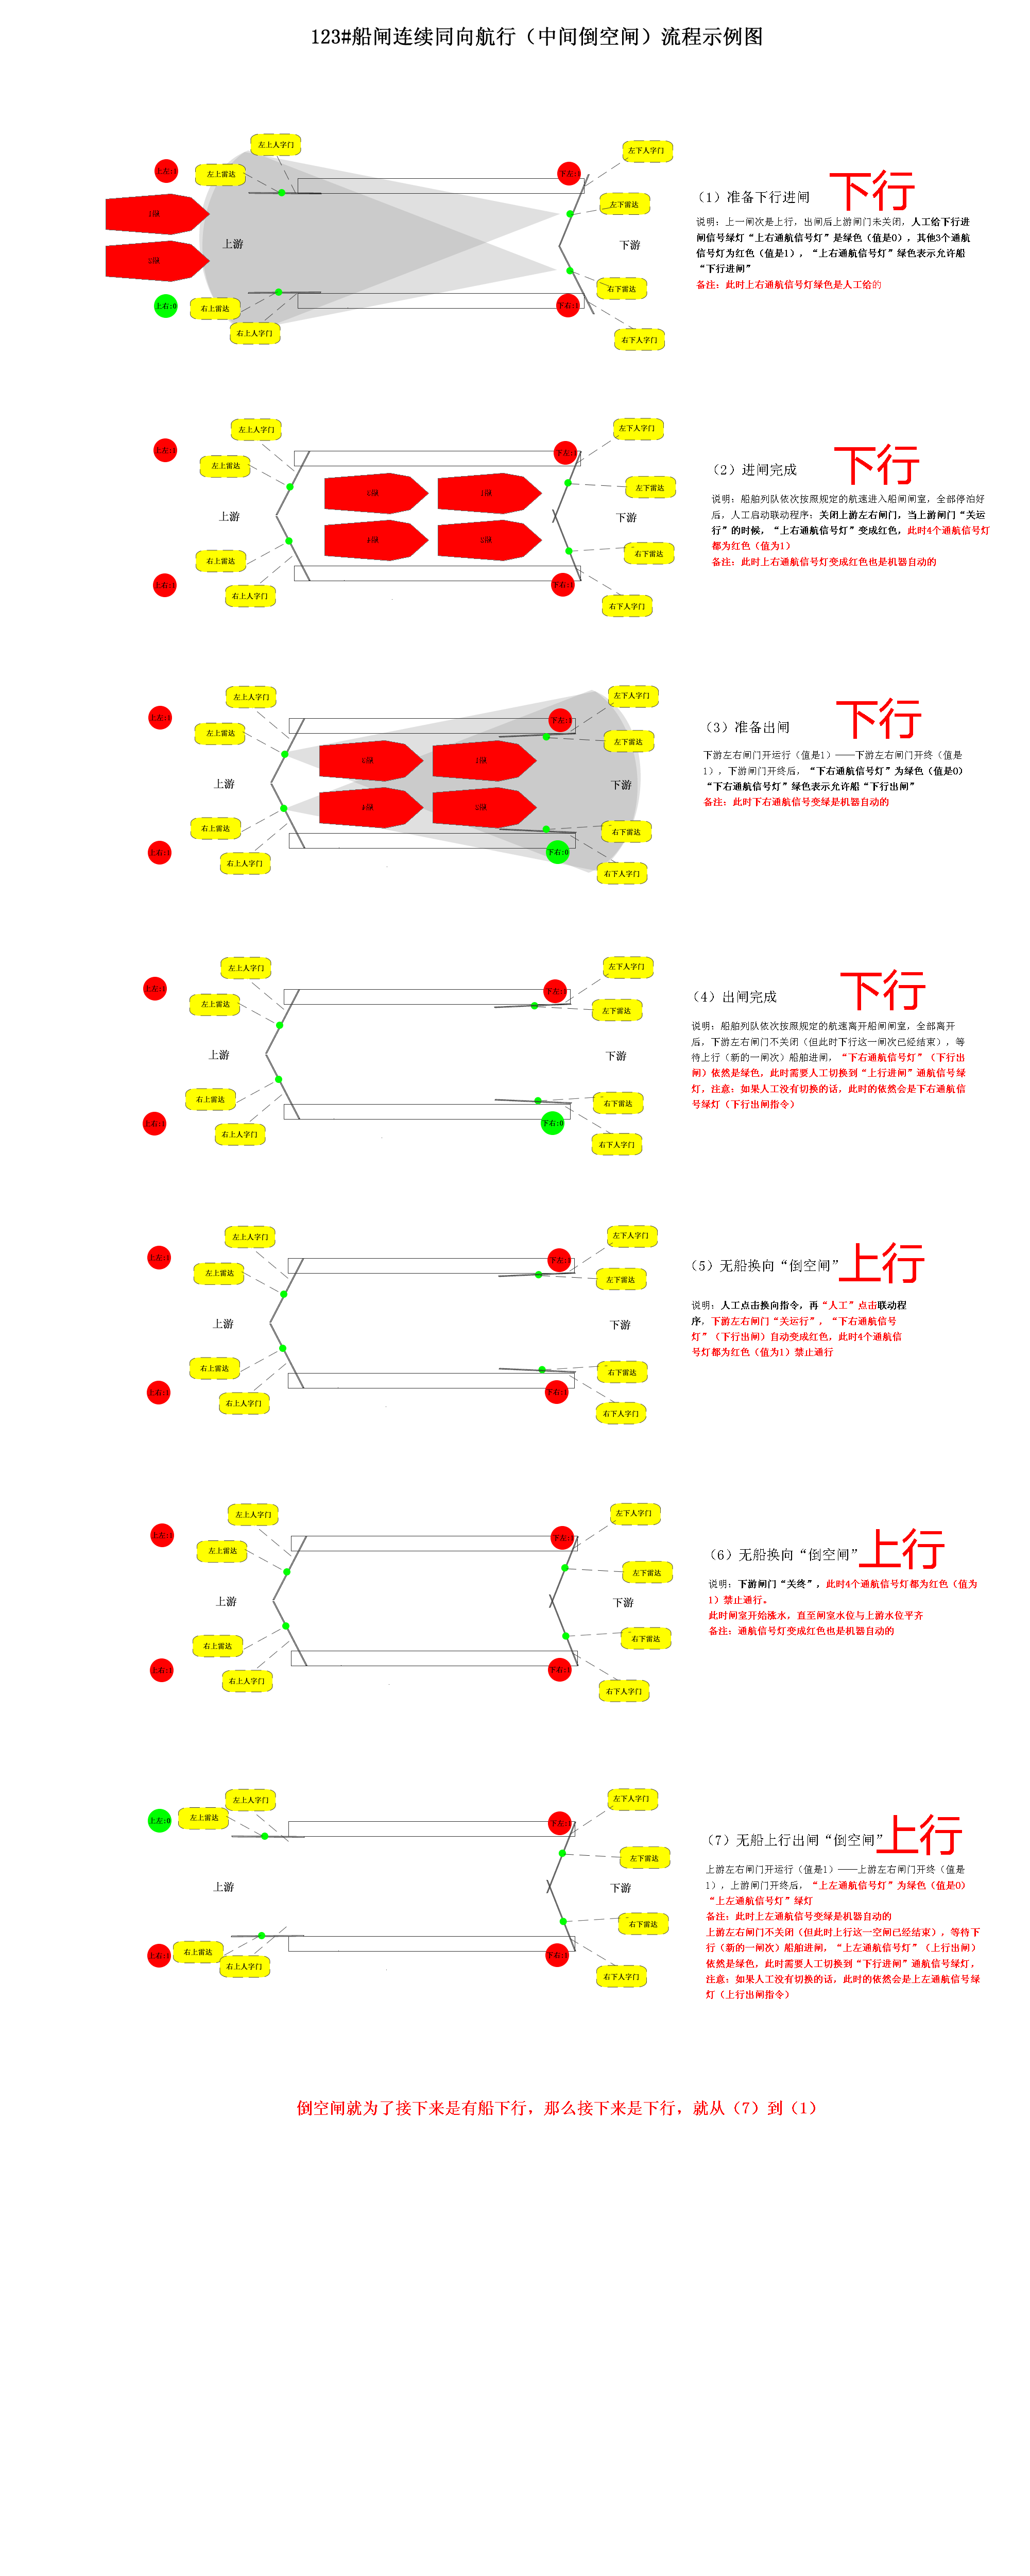 123#船闸连续同向航行（中间倒空闸）流程示例图
左上人字门
左下人字门
上左:1
左上雷达
下左:1
左下雷达
1纵
2纵
上游
下游
上右:0
右上雷达
右上人字门
下右:1
右下雷达
右下人字门
（1）准备下行进闸
下行
说明：上一闸次是上行，出闸后上游闸门未关闭，人工给下行进
闸信号绿灯“上右通航信号灯”是绿色（值是0），其他3个通航
信号灯为红色（值是1），“上右通航信号灯”绿色表示允许船
“下行进闸”
备注：此时上右通航信号灯绿色是人工给的
左上人字门
左下人字门
上左:1
左上雷达
下左:1
左下雷达
上游
下游
右上雷达
右上人字门
右下雷达
右下人字门
（2）进闸完成
下行
说明：船舶列队依次按照规定的航速进入船闸闸室，全部停泊好
后，人工启动联动程序；关闭上游左右闸门，当上游闸门“关运
行”的时候，“上右通航信号灯”变成红色，此时4个通航信号灯
都为红色（值为1）
备注：此时上右通航信号灯变成红色也是机器自动的
左上人字门
左下人字门
上左:1
左上雷达
下左:1
左下雷达
上游
下游
上右:1
右上雷达
右上人字门
下右:0
右下雷达
右下人字门
（3）准备出闸
下行
下游左右闸门开运行（值是1）——下游左右闸门开终（值是
1），下游闸门开终后，“下右通航信号灯”为绿色（值是0）
“下右通航信号灯”绿色表示允许船“下行出闸”
备注：此时下右通航信号变绿是机器自动的
左上人字门
左下人字门
上左:1
左上雷达
下左:1
左下雷达
上游
下游
上右:1
右上雷达
右上人字门
下右:0
右下雷达
右下人字门
（4）出闸完成
下行
说明：船舶列队依次按照规定的航速离开船闸闸室，全部离开
后，下游左右闸门不关闭（但此时下行这一闸次已经结束），等
待上行（新的一闸次）船舶进闸，“下右通航信号灯”（下行出
闸）依然是绿色，此时需要人工切换到“上行进闸”通航信号绿
灯，注意：如果人工没有切换的话，此时的依然会是下右通航信
号绿灯（下行出闸指令）
左上人字门
左下人字门
上左:1
左上雷达
下左:1
左下雷达
上游
下游
上右:1
右上雷达
右上人字门
下右:1
右下雷达
右下人字门
（5）无船换向“倒空闸”
上行
说明：人工点击换向指令，再“人工”点击联动程
序，下游左右闸门“关运行”，“下右通航信号
灯”（下行出闸）自动变成红色，此时4个通航信
号灯都为红色（值为1）禁止通行
左上人字门
左下人字门
上左:1
左上雷达
下左:1
左下雷达
上游
下游
上右:1
右上雷达
右上人字门
下右:1
右下雷达
右下人字门
（6）无船换向“倒空闸”
上行
说明：下游闸门“关终”，此时4个通航信号灯都为红色（值为
1）禁止通行。
此时闸室开始涨水，直至闸室水位与上游水位平齐
备注：通航信号灯变成红色也是机器自动的
左上人字门
左下人字门
上左:0
左上雷达
下左:1
左下雷达
上游
下游
上右:1
右上雷达
右上人字门
下右:1
右下雷达
右下人字门
（7）无船上行出闸“倒空闸”
上行
上游左右闸门开运行（值是1）——上游左右闸门开终（值是
1），上游闸门开终后，“上左通航信号灯”为绿色（值是0）
“上左通航信号灯”绿灯
备注：此时上左通航信号变绿是机器自动的
上游左右闸门不关闭（但此时上行这一空闸已经结束），等待下
行（新的一闸次）船舶进闸，“上左通航信号灯”（上行出闸）
依然是绿色，此时需要人工切换到“下行进闸”通航信号绿灯，
注意：如果人工没有切换的话，此时的依然会是上左通航信号绿
灯（上行出闸指令）
倒空闸就为了接下来是有船下行，那么接下来是下行，就从（7）到（1）